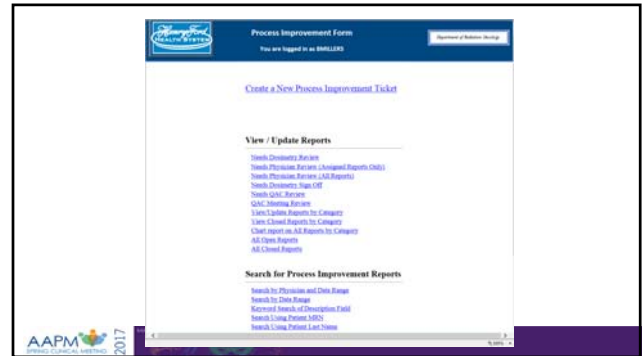 Henry Ford
HEALTH SYSTEM
Process Improvement Form
You are logged in as BMILLER5
Department of Radiation Oncology
Create a New Process Improvement Ticket
View / Update Reports
Needs Dosimetry Review
Needs Physician Review (Assigned Reports Only)
Needs Physician Review (All Reports)
Needs Dosimetry Sign Off
Needs QAC Review
QAC Meeting Review
View/Update Reports by Category
View Closed Reports by Category
Chart report on All Reports by Category
All Open Reports
All Closed Reports
Search for Process Improvement Reports
Search by Physician and Date Range
Search by Date Range
Keyword Search of Description Field
Search Using Patient MRN
Search Using Patient Last Name
AAPM
SPRING CLINICAL MEETING
2017